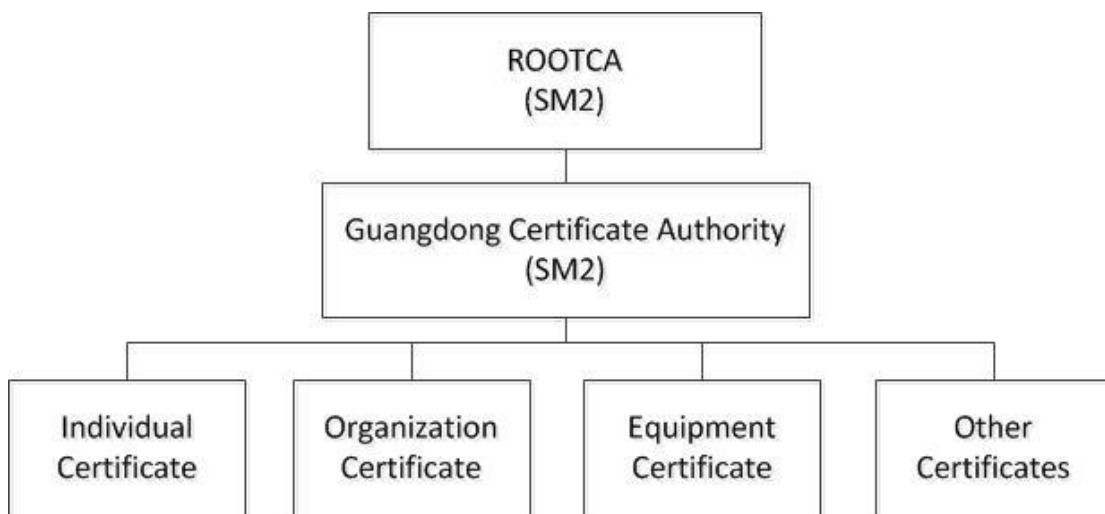 ROOTCA
(SM2)
Guangdong Certificate Authority
(SM2)
Individual
Certificate
Organization
Certificate
Equipment
Certificate
Other
Certificates